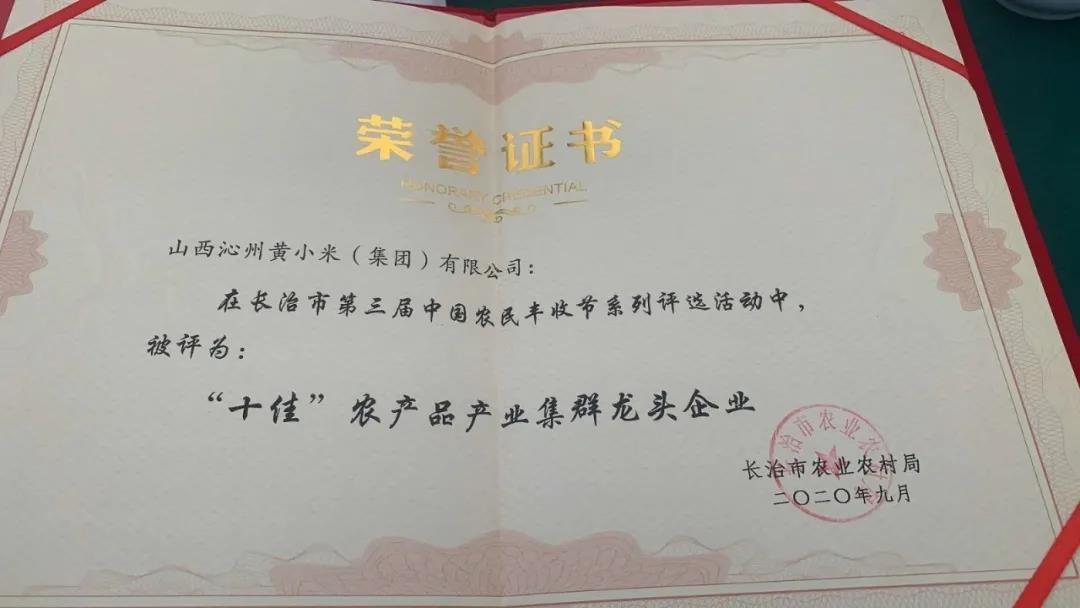 荣誉证书
HONORARY CREDENTIAL
山西沁州黄小米（集团）有限公司：
在长治市第三届中国农民丰收节系列评选活动中，
被评为：
“十佳”农产品产业集群龙头企业
长治市农业农村局
二〇二〇年九月